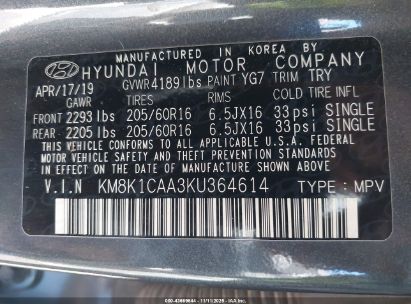 MANUFACTURED IN KOREA BY
HYUNDAI MOTOR COMPANY
APR/17/19 GVWR 4189 lbs PAINT YG7 TRIM TRY
GAWR TIRES RIMS COLD TIRE INFL
FRONT 2293 lbs 205/60R16 6.5JX16 33psi SINGLE
REAR 2205 lbs 205/60R16 6.5JX16 33psi SINGLE
THIS VEHICLE CONFORMS TO ALL APPLICABLE U.S.A. FEDERAL
MOTOR VEHICLE SAFETY AND THEFT PREVENTION STANDARDS IN
EFFECT ON THE DATE OF MANUFACTURE SHOWN ABOVE.
V.I.N KM8K1CAA3KU364614 TYPE: MPV